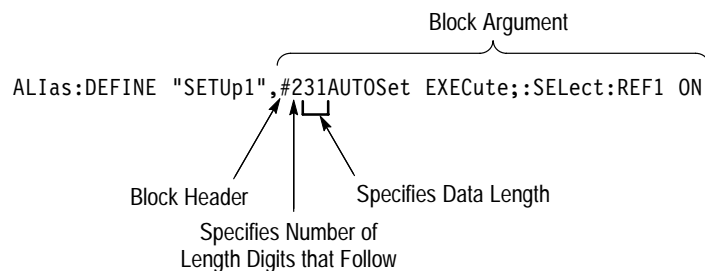 Block Argument
ALIas:DEFINE "SETUp1",#231AUTOSet EXECute;:SELect:REF1 ON
Block Header
Specifies Data Length
Specifies Number of
Length Digits that Follow